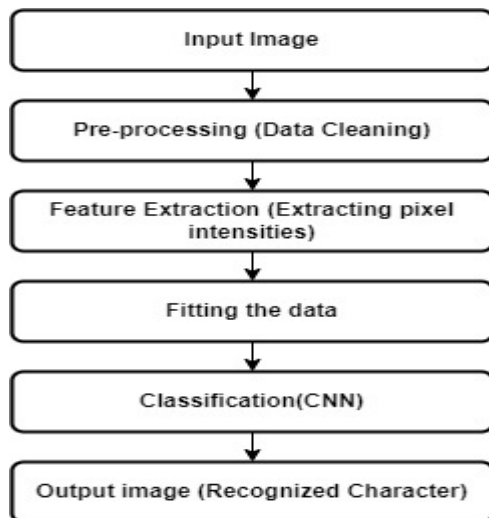 Input Image
Pre-processing (Data Cleaning)
Feature Extraction (Extracting pixel
intensities)
Fitting the data
Classification(CNN)
Output image (Recognized Character)